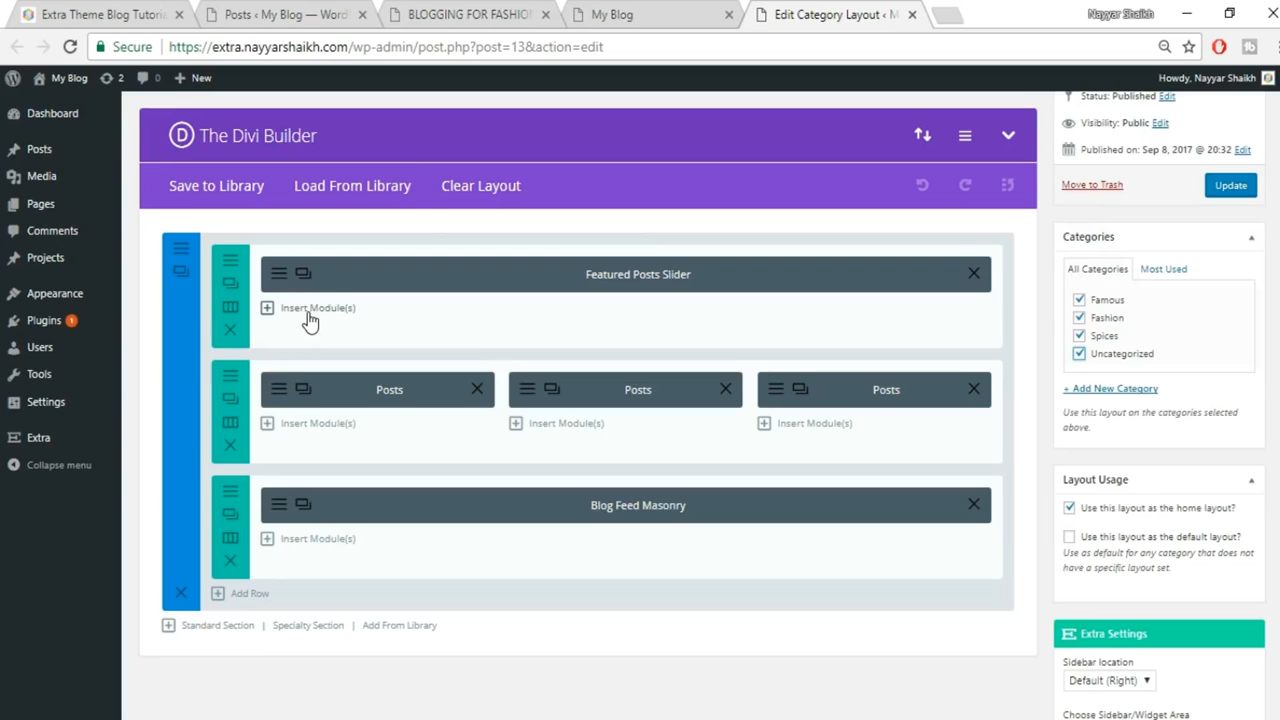 Extra Theme Blog Tutoria
Posts ‹ My Blog — Word
BLOGGING FOR FASHIO
My Blog
Edit Category Layout ‹ M
Nayyar Shaikh
Secure
https://extra.nayyarshaikh.com/wp-admin/post.php?post=13&action=edit
My Blog
2
0
New
Howdy, Nayyar Shaikh
Dashboard
Posts
Media
Pages
Comments
Projects
Appearance
Plugins 1
Users
Tools
Settings
Extra
Collapse menu
D The Divi Builder
Save to Library
Load From Library
Clear Layout
Featured Posts Slider
Insert Module(s)
Posts
Posts
Posts
Insert Module(s)
Insert Module(s)
Insert Module(s)
Blog Feed Masonry
Insert Module(s)
Add Row
Standard Section | Specialty Section | Add From Library
Status: Published Edit
Visibility: Public Edit
Published on: Sep 8, 2017 @ 20:32 Edit
Move to Trash
Update
Categories
All Categories
Most Used
Famous
Fashion
Spices
Uncategorized
+ Add New Category
Use this layout on the categories selected
above.
Layout Usage
Use this layout as the home layout?
Use this layout as the default layout?
Use as default for any category that does not
have a specific layout set.
Extra Settings
Sidebar location
Default (Right)
Choose Sidebar/Widget Area